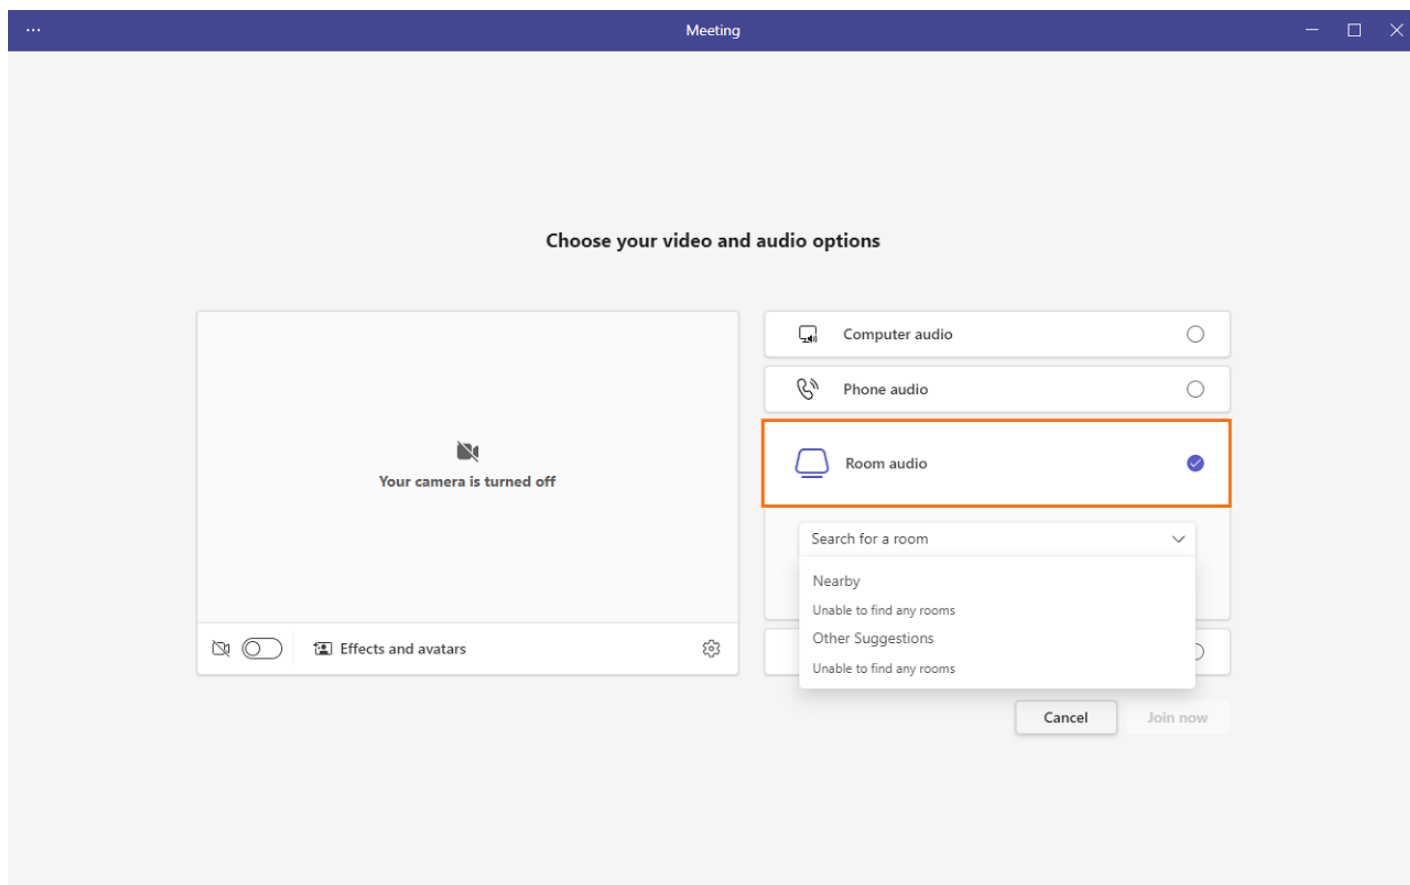 Meeting
Choose your video and audio options
Computer audio
Phone audio
Your camera is turned off
Room audio
Search for a room
Nearby
Unable to find any rooms
Other Suggestions
Unable to find any rooms
Effects and avatars
Cancel
Join now